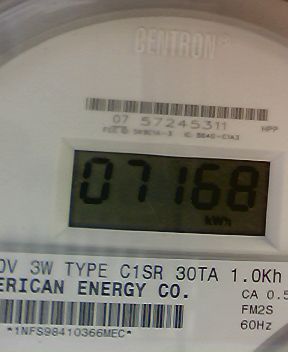 CENTRON®
07 57245311
HPP
07168
kWh
0V 3W TYPE C1SR 30TA 1.0Kh
ERICAN ENERGY CO.
CA 0.5
FM2S
60Hz
*1NFS98410366MEC*